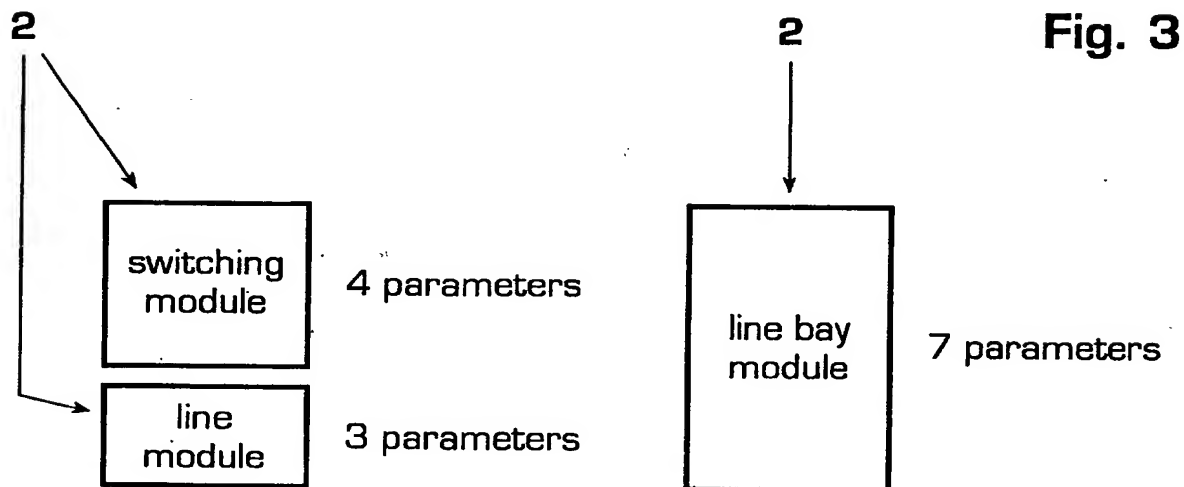 2
2
Fig. 3
switching
module
4 parameters
line
module
3 parameters
line bay
module
7 parameters